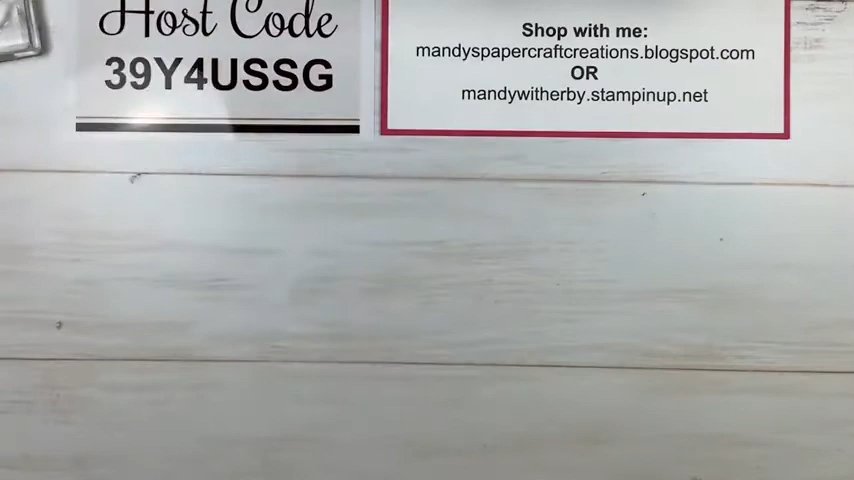 Host Code
39Y4USSG
Shop with me:
mandyspapercraftcreations.blogspot.com
OR
mandywitherby.stampinup.net